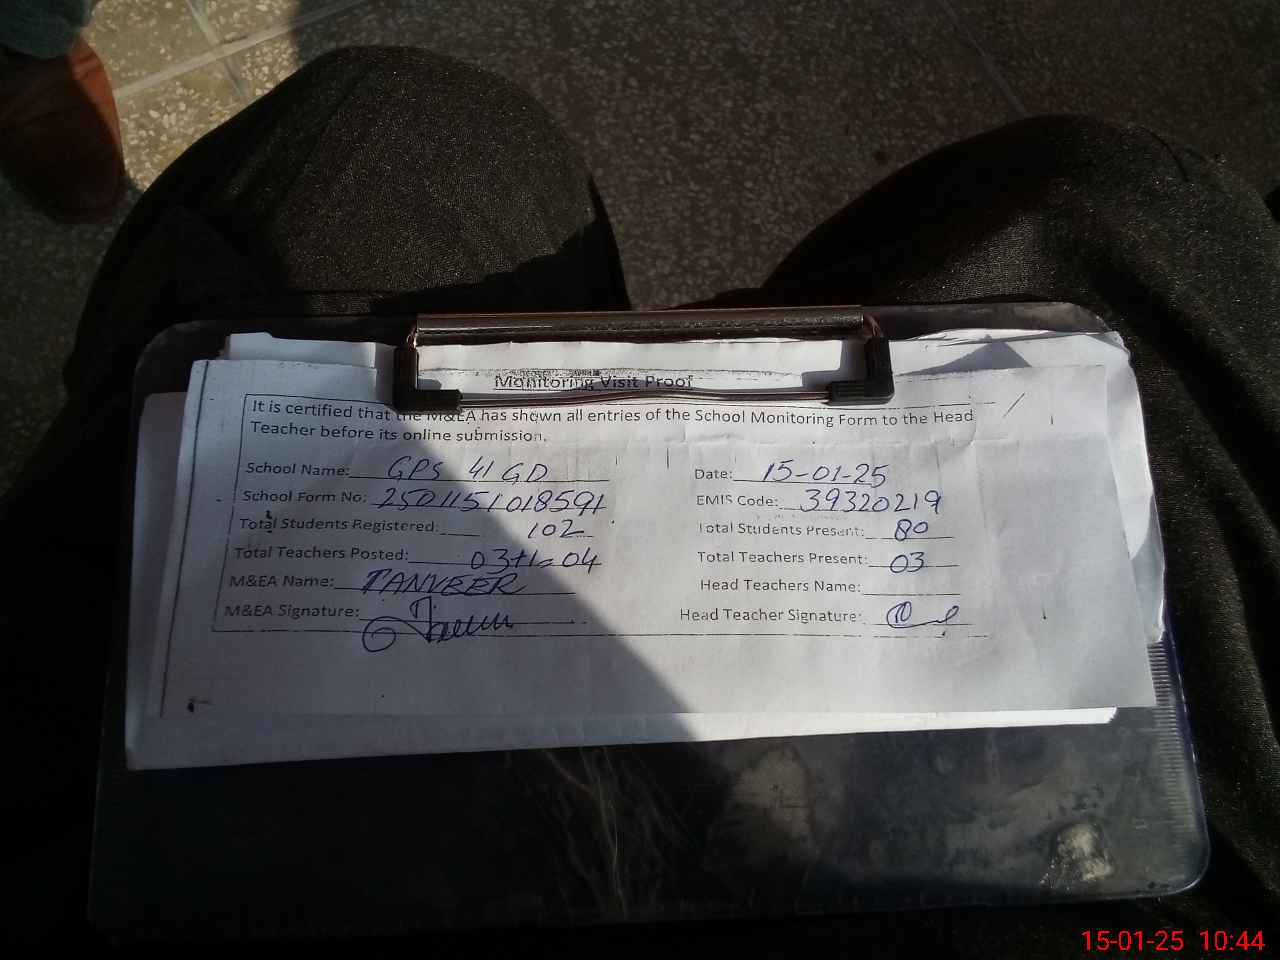 Monitoring Visit Proof
It is certified that the M&EA has shown all entries of the School Monitoring Form to the Head
Teacher before its online submission.
School Name: GPS 41 GD Date: 15-01-25
School Form No: 2501151018591 EMIS Code: 39320219
Total Students Registered: 102 Total Students Present: 80
Total Teachers Posted: 03+1=04 Total Teachers Present: 03
M&EA Name: TANVEER Head Teachers Name:
M&EA Signature: Head Teacher Signature:
15-01-25 10:44